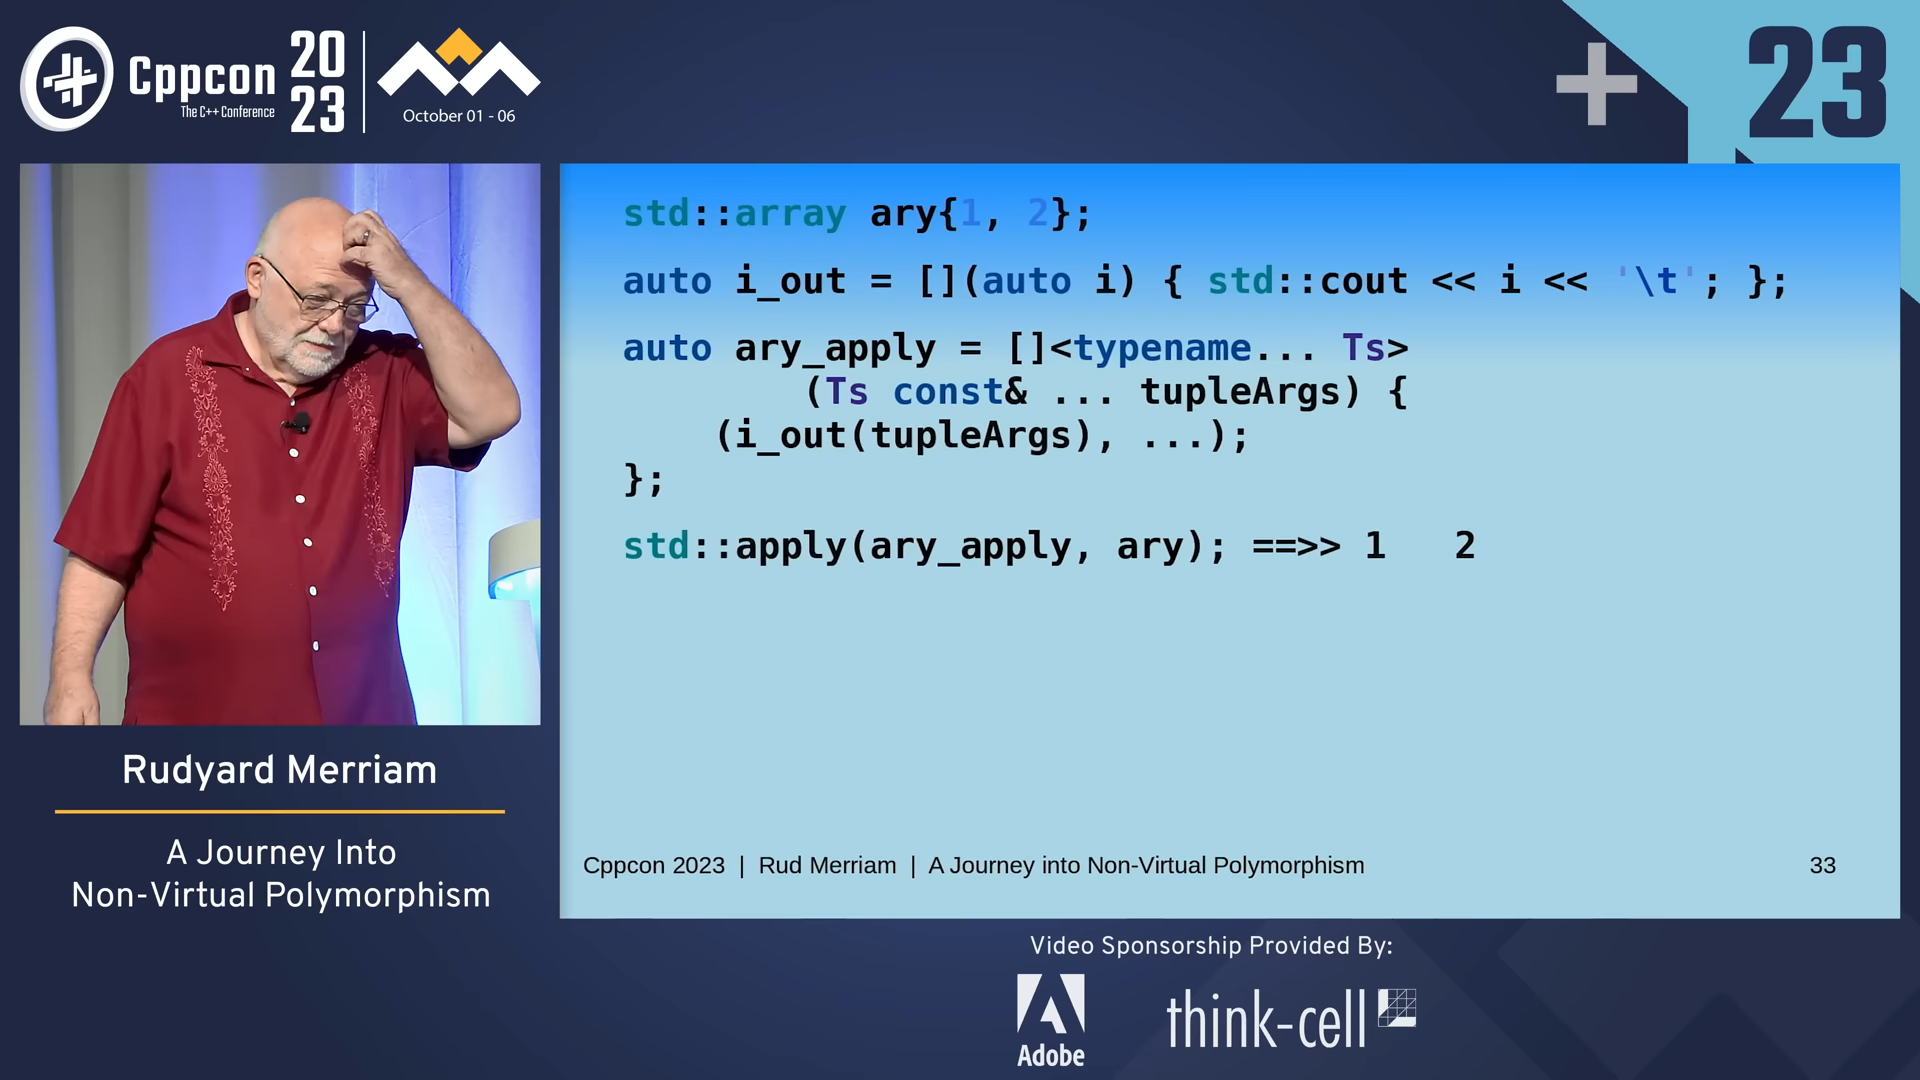 Cppcon
The C++ Conference
20
23
October 01 - 06
23
std::array ary{1, 2};
auto i_out = [](auto i) { std::cout << i << '\t'; };
auto ary_apply = []<typename... Ts>
(Ts const& ... tupleArgs) {
(i_out(tupleArgs), ...);
};
std::apply(ary_apply, ary); ==>> 1   2
Cppcon 2023 | Rud Merriam | A Journey into Non-Virtual Polymorphism
33
Rudyard Merriam
A Journey Into
Non-Virtual Polymorphism
Video Sponsorship Provided By:
Adobe
think-cell